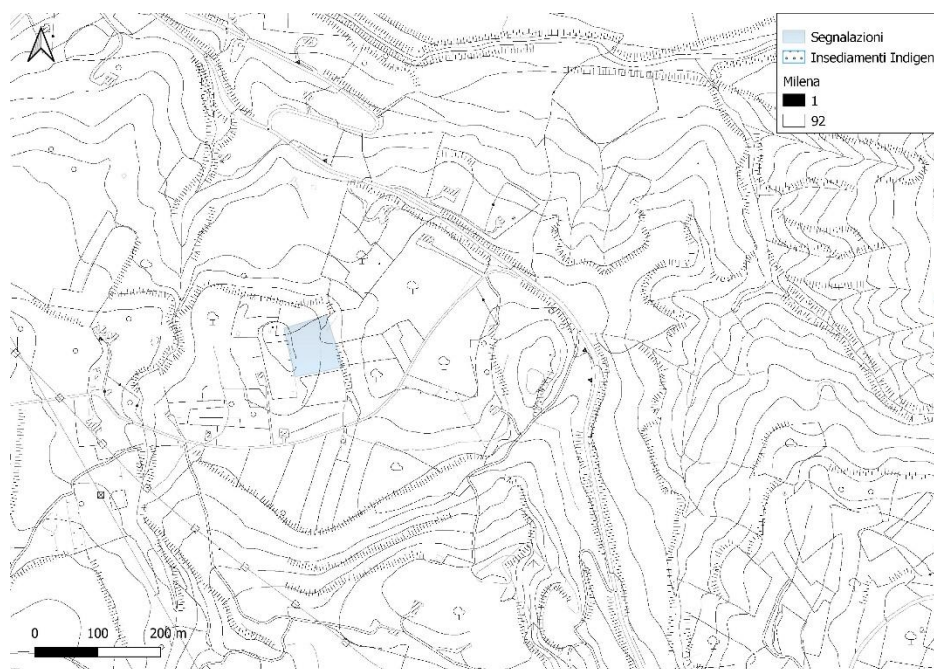 Segnalazioni
Insediamenti Indigen
Milena
1
92
0 100 200 m